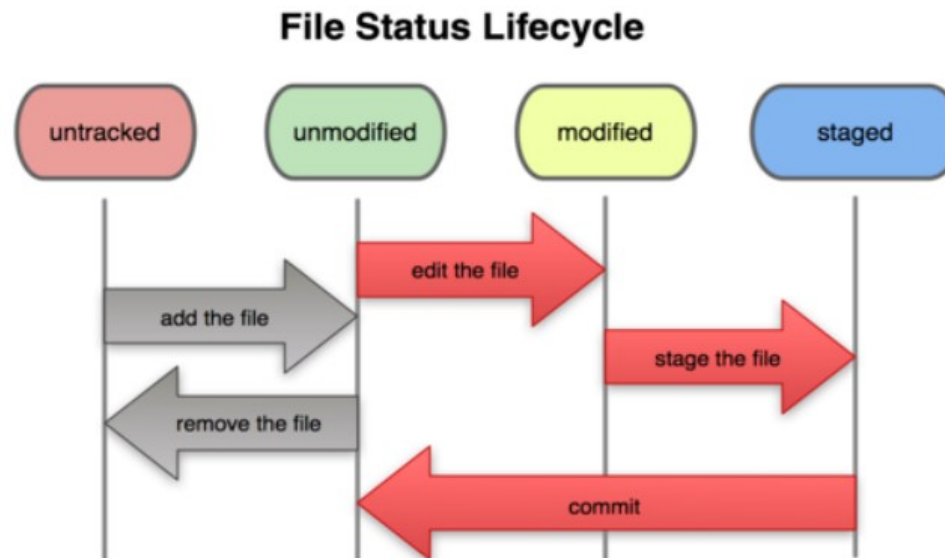 File Status Lifecycle
untracked
unmodified
modified
staged
edit the file
add the file
stage the file
remove the file
commit